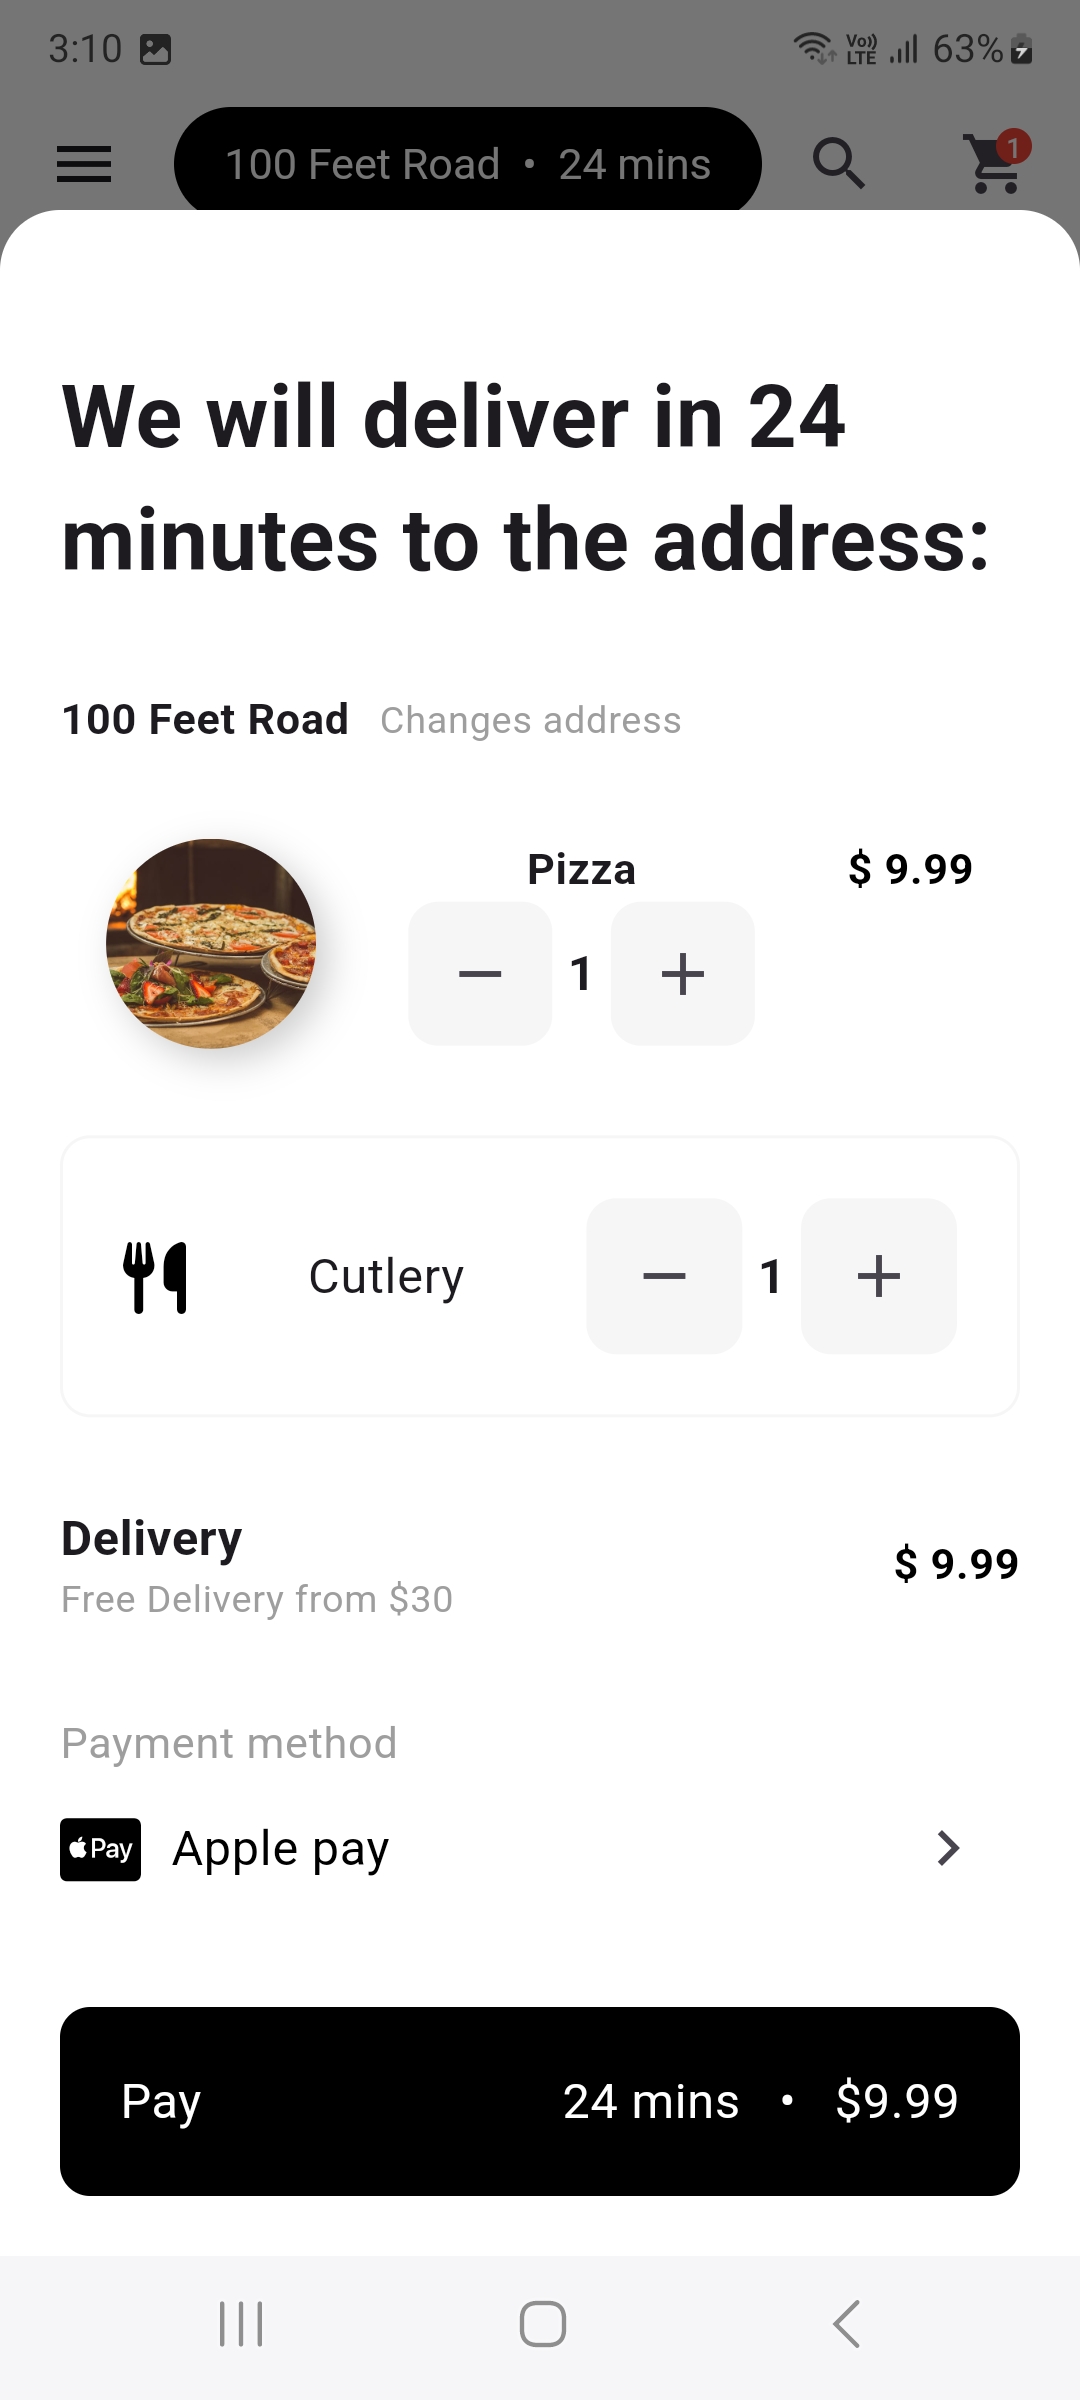 3:10 Vo)) LTE 63%
100 Feet Road • 24 mins 1
We will deliver in 24
minutes to the address:
100 Feet Road Changes address
Pizza $ 9.99
1
Cutlery 1
Delivery
$ 9.99
Free Delivery from $30
Payment method
Pay Apple pay
Pay 24 mins • $9.99